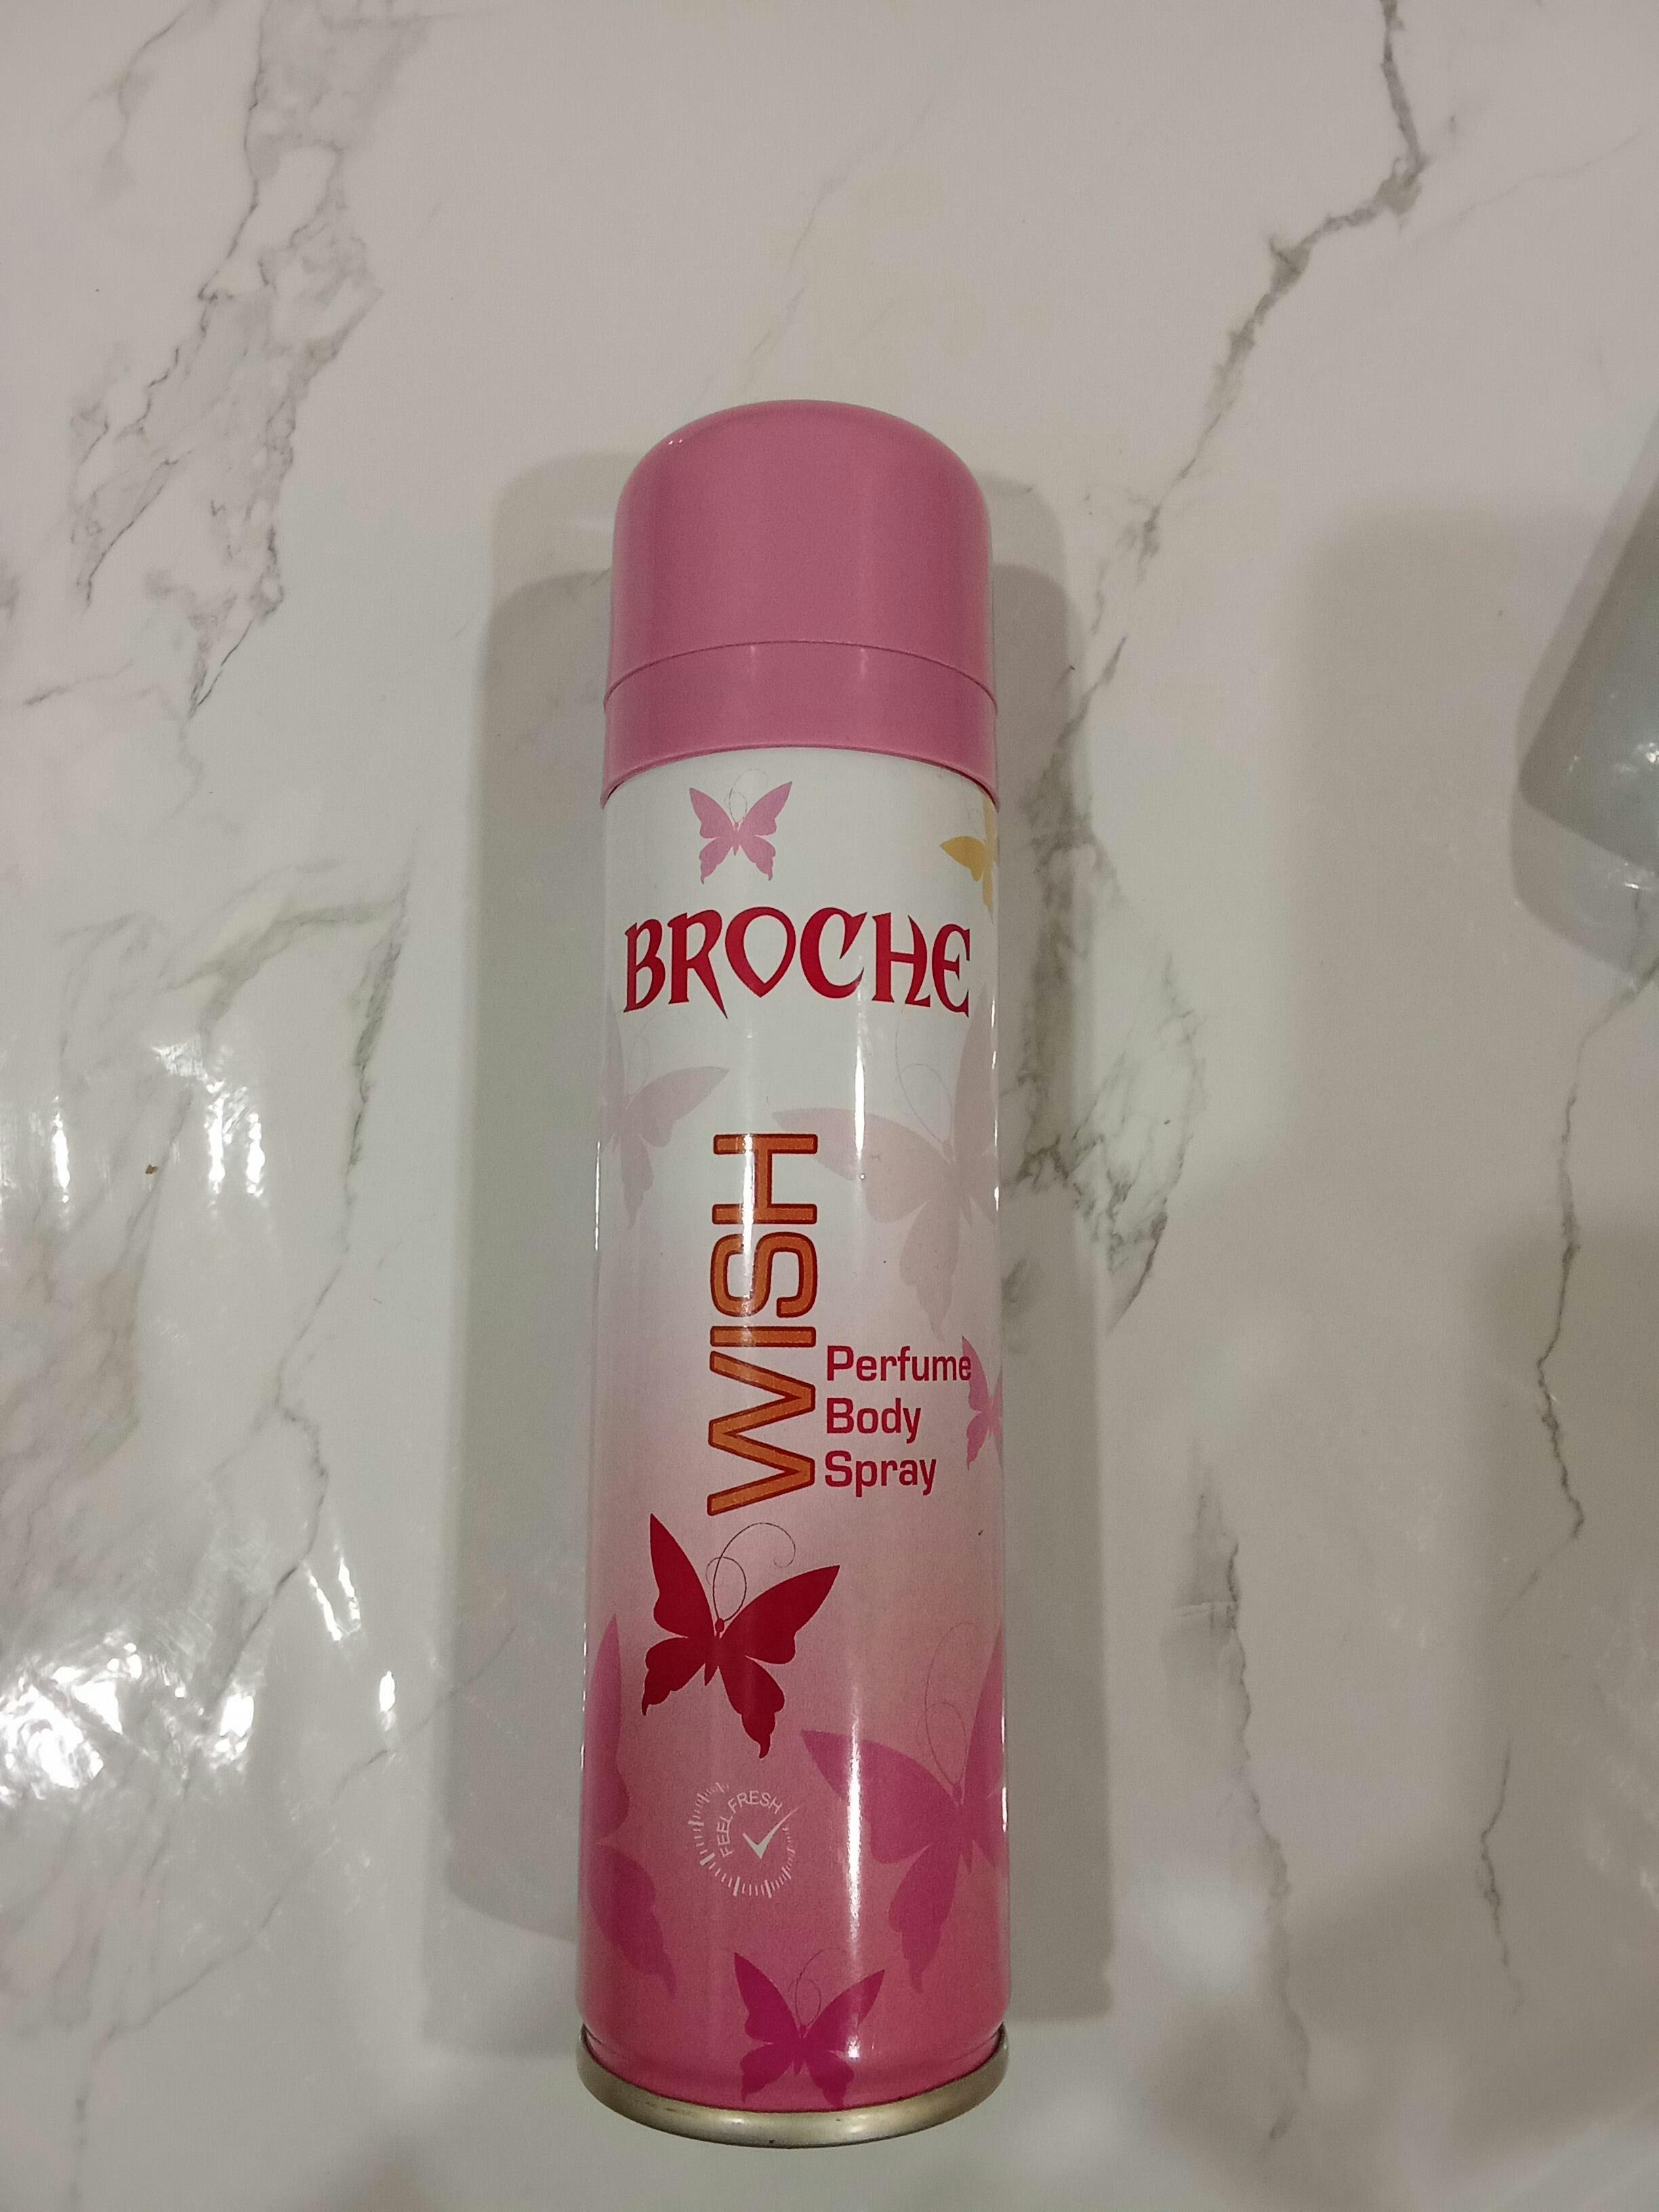 BROCHE
WISH
Perfume
Body
Spray
FEEL FRESH